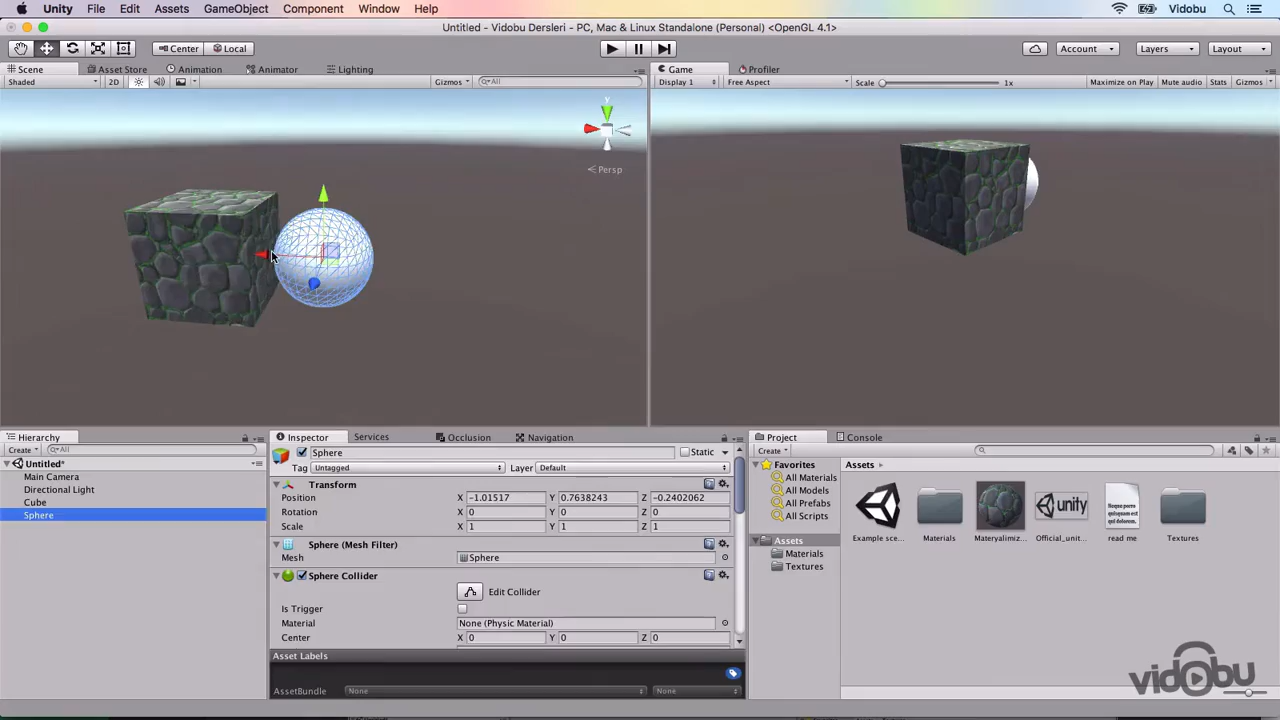 Unity File Edit Assets GameObject Component Window Help Vidobu
Untitled - Vidobu Dersleri - PC, Mac & Linux Standalone (Personal) <OpenGL 4.1>
Center Local Account Layers Layout
Scene Asset Store Animation Animator Lighting Game Profiler
Shaded 2D Gizmos All Display 1 Free Aspect Scale 1x Maximize on Play Mute audio Stats Gizmos
y
Persp
Hierarchy Inspector Services Occlusion Navigation Project Console
Create All
Create
Untitled*
Main Camera
Directional Light
Cube
Sphere
Sphere Static
Tag Untagged Layer Default
Transform
Position X -1.01517 Y 0.7638243 Z -0.2402062
Rotation X 0 Y 0 Z 0
Scale X 1 Y 1 Z 1
Sphere (Mesh Filter)
Mesh Sphere
Sphere Collider
Edit Collider
Is Trigger
Material None (Physic Material)
Center X 0 Y 0 Z 0
Asset Labels
AssetBundle None None
Favorites
All Materials
All Models
All Prefabs
All Scripts
Assets
Materials
Textures
Assets
Example sce... Materials Materyalimiz... Official_unit... read me Textures
unity
vidobu